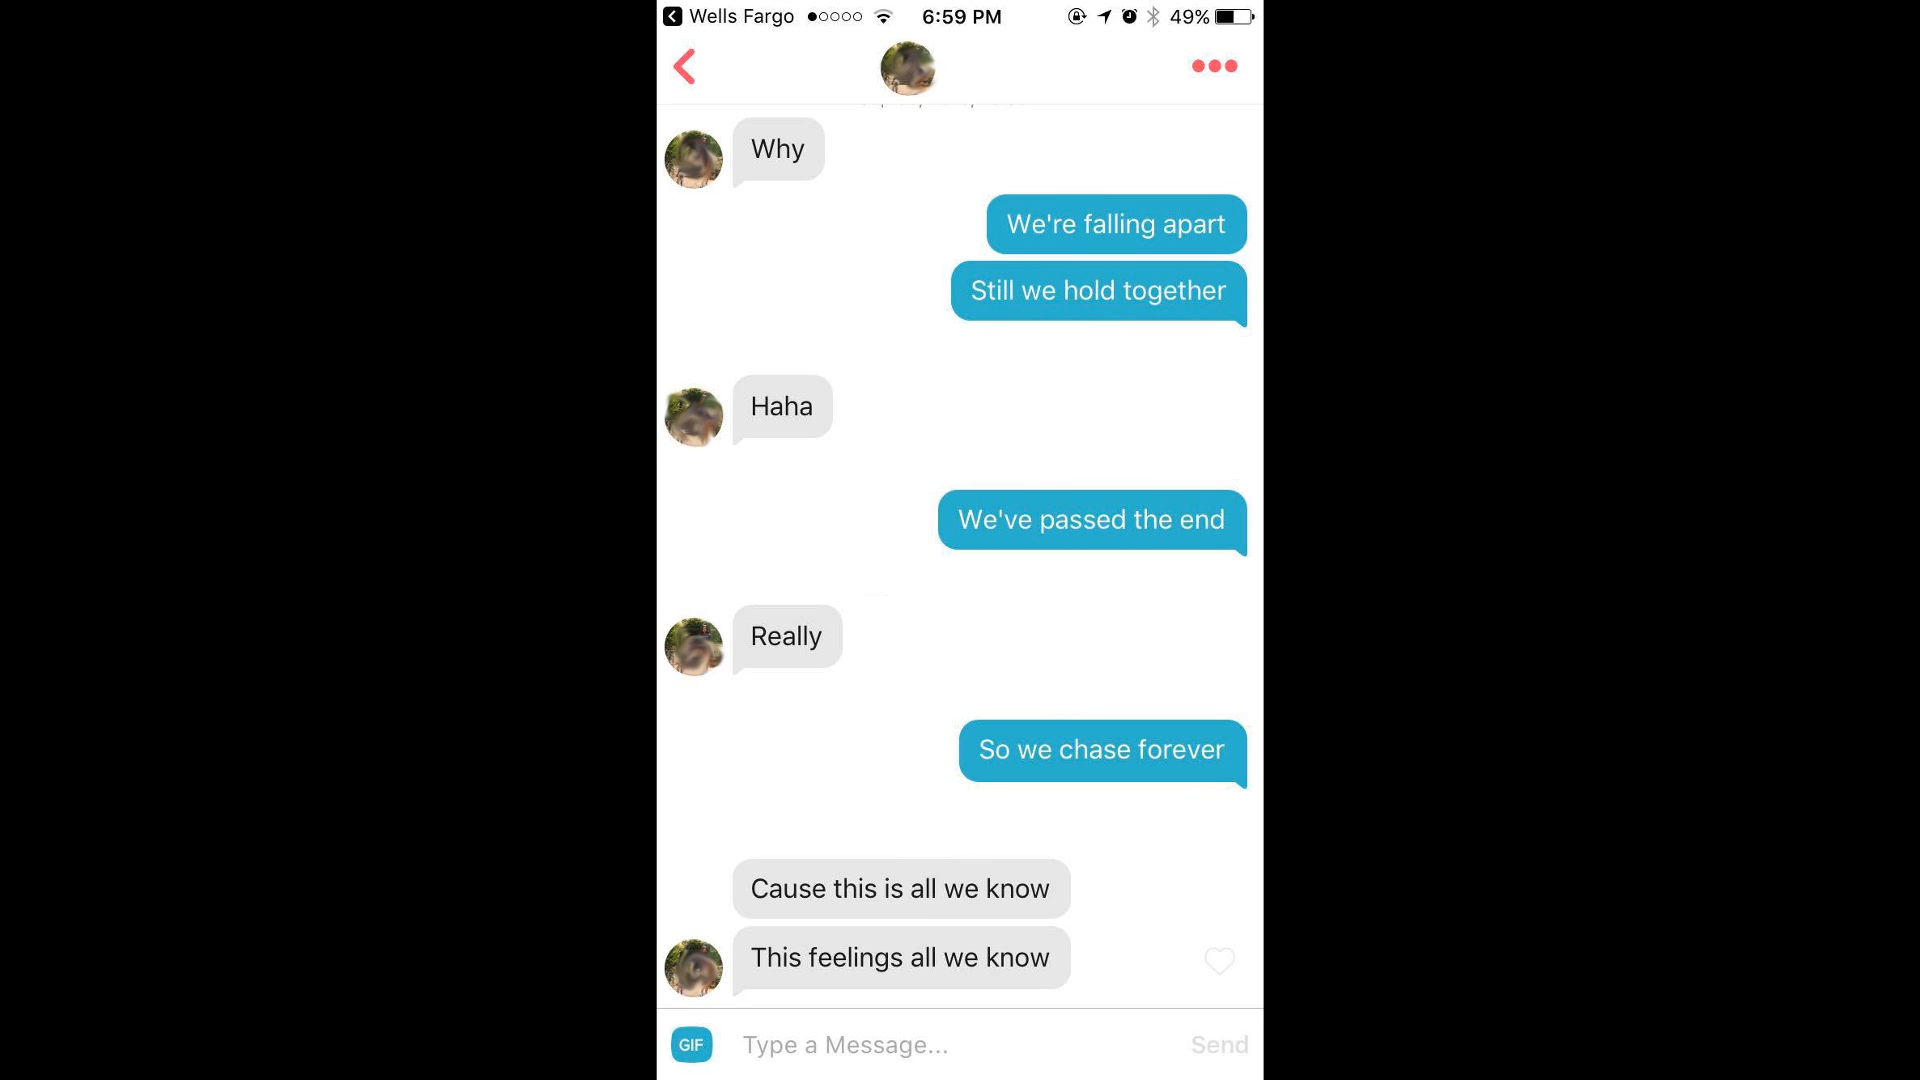 Wells Fargo 6:59 PM 49%
Why
We're falling apart
Still we hold together
Haha
We've passed the end
Really
So we chase forever
Cause this is all we know
This feelings all we know
GIF Type a Message... Send